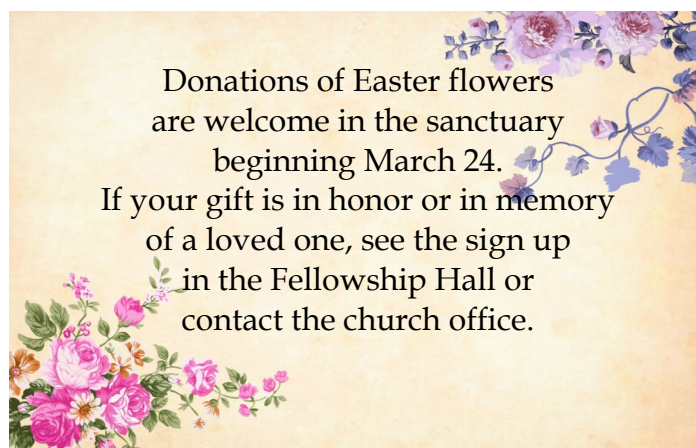 Donations of Easter flowers
are welcome in the sanctuary
beginning March 24.
If your gift is in honor or in memory
of a loved one, see the sign up
in the Fellowship Hall or
contact the church office.